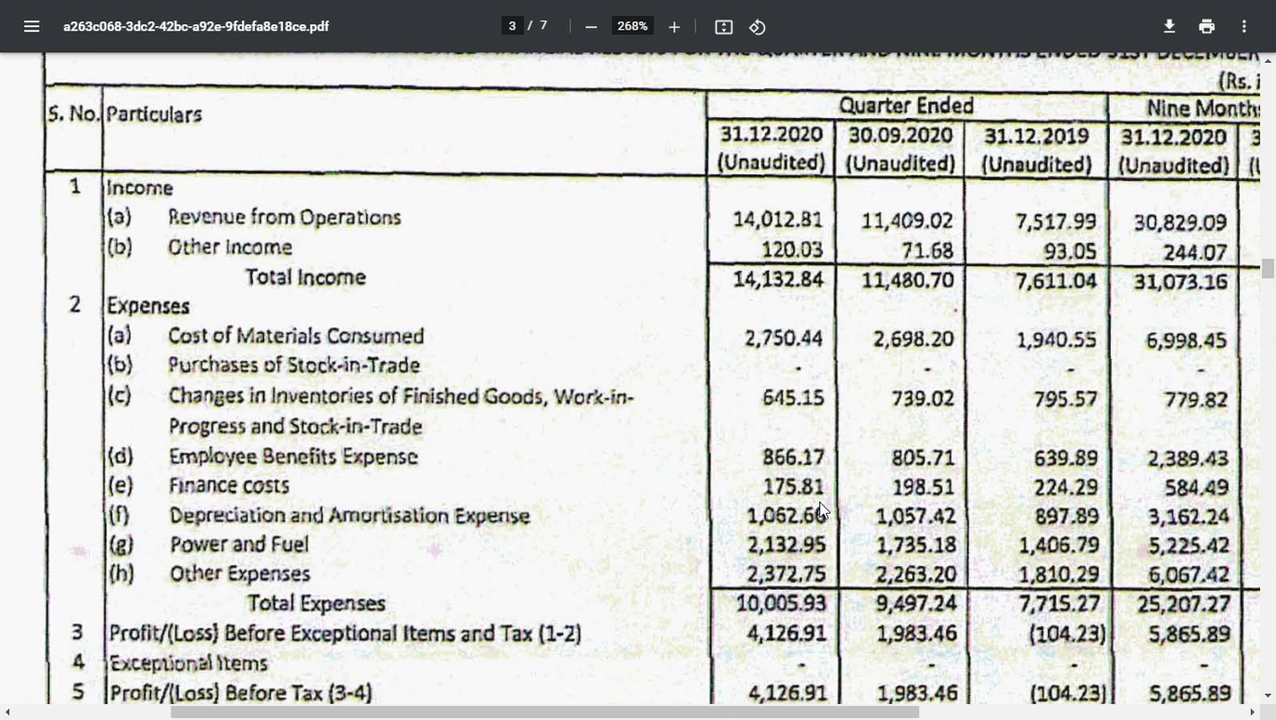 a263c068-3dc2-42bc-a92e-9fdefa8e18ce.pdf 3 / 7 268%
QUARTER AND NINE MONTHS ENDED 31ST DECEMBER
(Rs. i
S. No. Particulars Quarter Ended Nine Months
31.12.2020 30.09.2020 31.12.2019 31.12.2020 3
(Unaudited) (Unaudited) (Unaudited) (Unaudited) (U
1 Income
(a) Revenue from Operations 14,012.81 11,409.02 7,517.99 30,829.09
(b) Other Income 120.03 71.68 93.05 244.07
Total Income 14,132.84 11,480.70 7,611.04 31,073.16
2 Expenses
(a) Cost of Materials Consumed 2,750.44 2,698.20 1,940.55 6,998.45
(b) Purchases of Stock-in-Trade - - - -
(c) Changes in Inventories of Finished Goods, Work-in- 645.15 739.02 795.57 779.82
Progress and Stock-in-Trade
(d) Employee Benefits Expense 866.17 805.71 639.89 2,389.43
(e) Finance costs 175.81 198.51 224.29 584.49
(f) Depreciation and Amortisation Expense 1,062.66 1,057.42 897.89 3,162.24
(g) Power and Fuel 2,132.95 1,735.18 1,406.79 5,225.42
(h) Other Expenses 2,372.75 2,263.20 1,810.29 6,067.42
Total Expenses 10,005.93 9,497.24 7,715.27 25,207.27
3 Profit/(Loss) Before Exceptional Items and Tax (1-2) 4,126.91 1,983.46 (104.23) 5,865.89
4 Exceptional Items - - - -
5 Profit/(Loss) Before Tax (3-4) 4,126.91 1,983.46 (104.23) 5,865.89